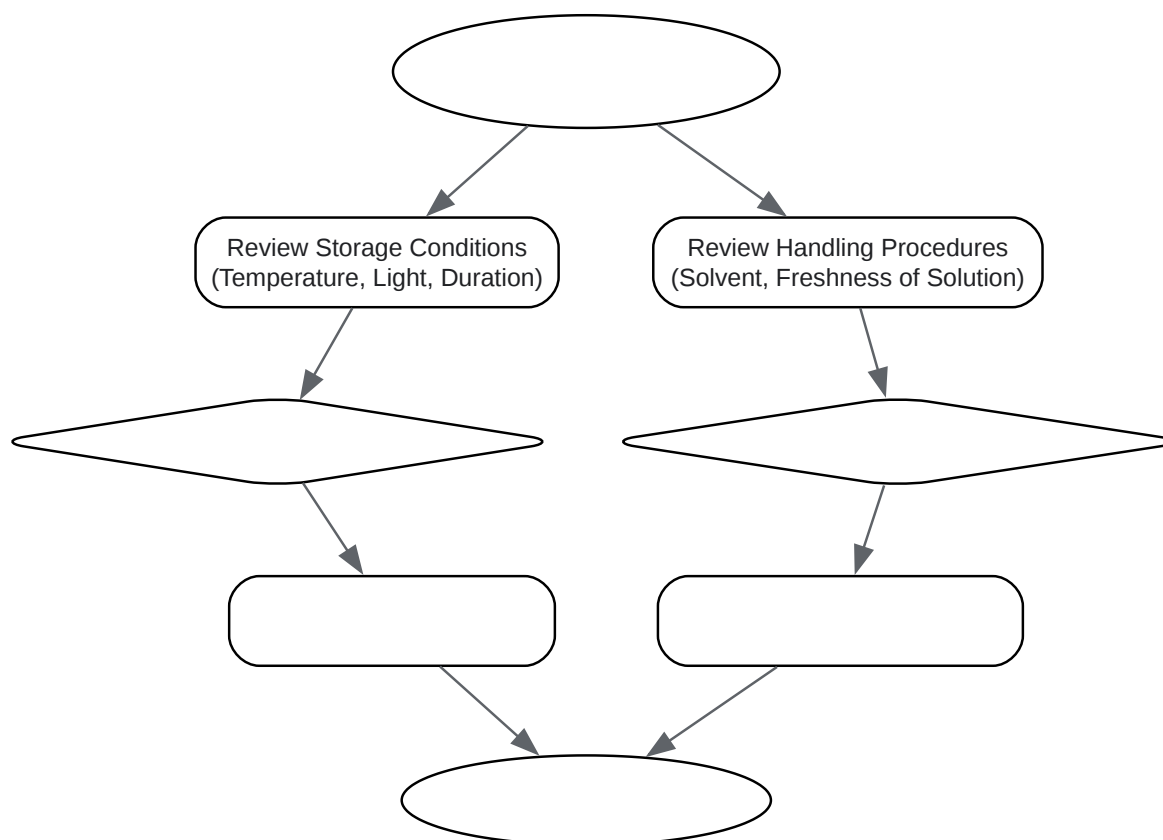 Review Storage Conditions
(Temperature, Light, Duration)
Review Handling Procedures
(Solvent, Freshness of Solution)